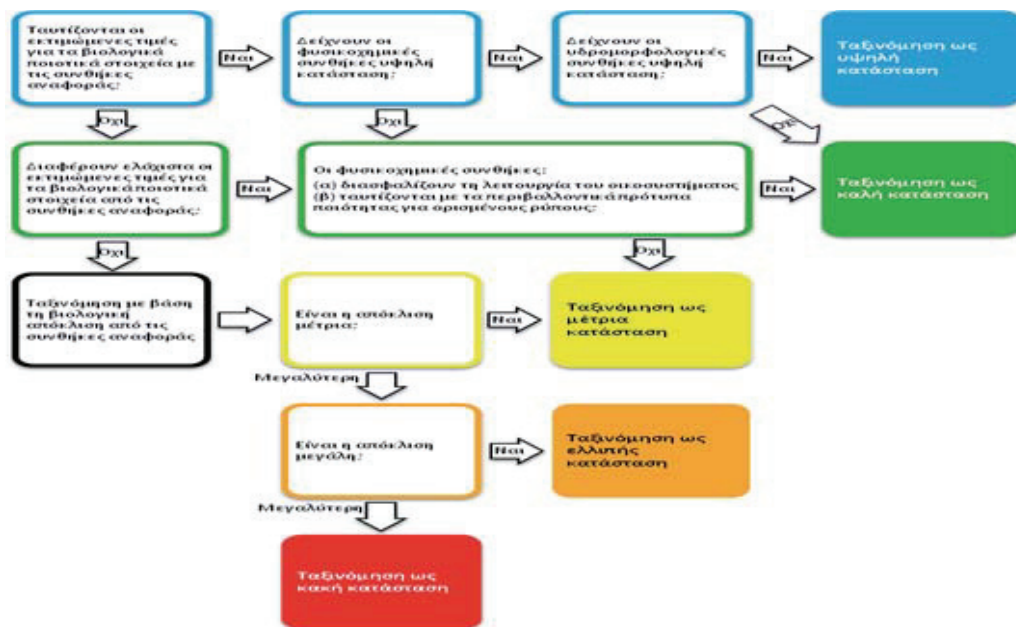 Ταυτίζονται οι
εκτιμώμενες τιμές
για τα βιολογικά
ποιοτικά στοιχεία με
τις συνθήκες
αναφοράς;
Ναι
Δείχνουν οι
φυσικοχημικές
συνθήκες υψηλή
κατάσταση;
Ναι
Δείχνουν οι
υδρομορφολογικές
συνθήκες υψηλή
κατάσταση;
Ναι
Ταξινόμηση ως
υψηλή
κατάσταση
Όχι
Όχι
Όχι
Διαφέρουν ελάχιστα οι
εκτιμώμενες τιμές για
τα βιολογικά ποιοτικά
στοιχεία από τις
συνθήκες αναφοράς;
Ναι
Οι φυσικοχημικές συνθήκες:
(α) διασφαλίζουν τη λειτουργία του οικοσυστήματος
(β) ταυτίζονται με τα περιβαλλοντικά πρότυπα
ποιότητας για ορισμένους ρύπους;
Ναι
Ταξινόμηση ως
καλή κατάσταση
Όχι
Όχι
Ταξινόμηση με βάση
τη βιολογική
απόκλιση από τις
συνθήκες αναφοράς
Είναι η απόκλιση
μέτρια;
Ναι
Ταξινόμηση ως
μέτρια
κατάσταση
Μεγαλύτερη
Είναι η απόκλιση
μεγάλη;
Ναι
Ταξινόμηση ως
ελλιπής
κατάσταση
Μεγαλύτερη
Ταξινόμηση ως
κακή κατάσταση